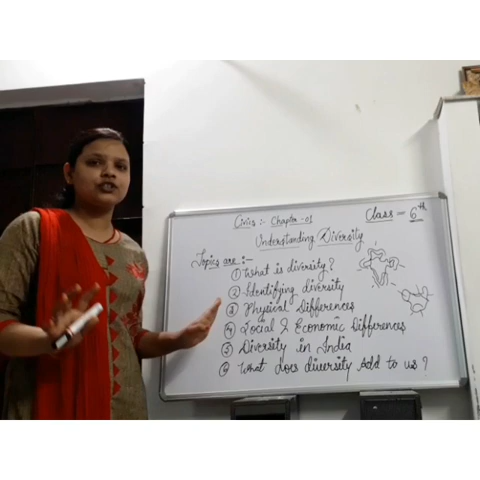 Civis :- Chapter - 01
Class - 6th
Understanding Diversity
Topics are :-
① What is diversity?
② Identifying diversity
③ Physical Differences
④ Social & Economic Differences
⑤ Diversity in India
⑥ What does diversity Add to us ?